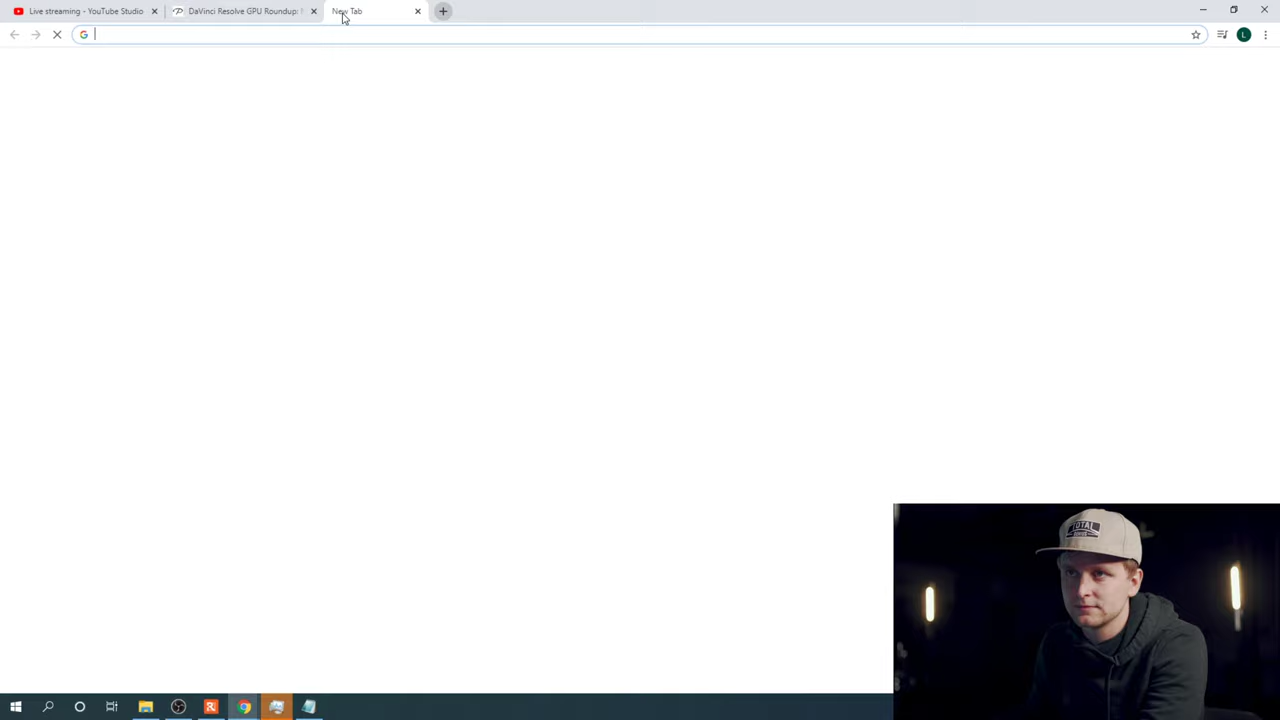 Live streaming - YouTube Studio
DaVinci Resolve GPU Roundup:
New Tab
L
TOTAL